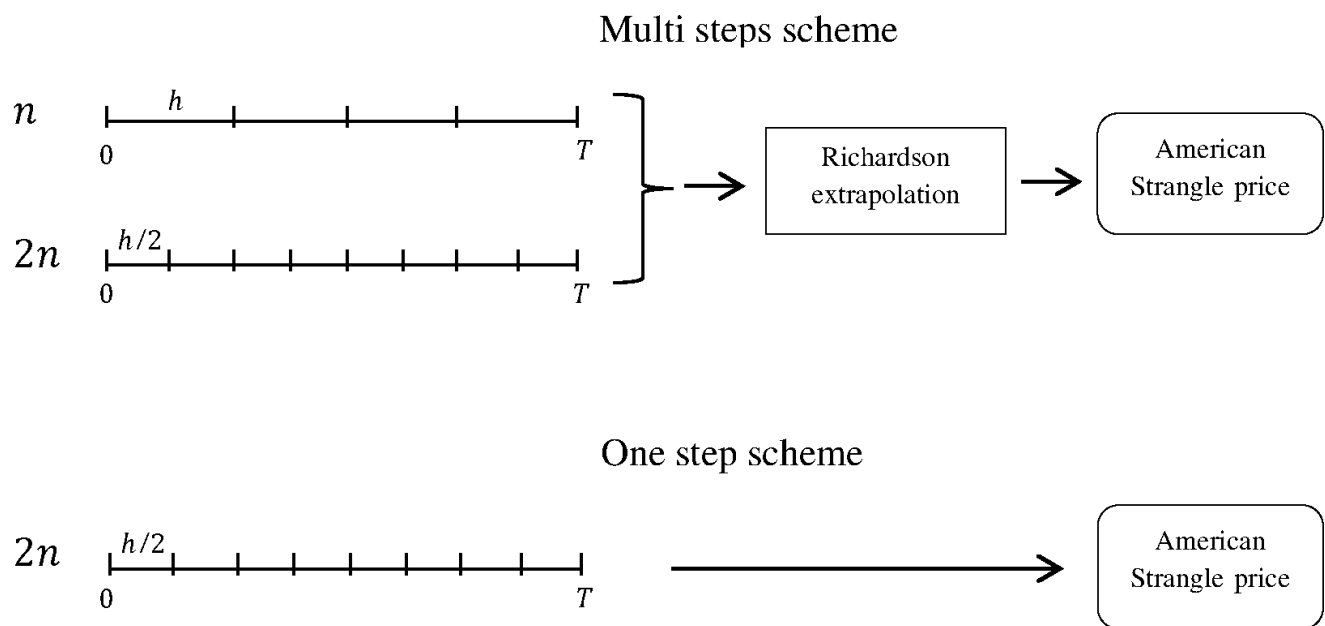 Multi steps scheme
n
h
0
T
Richardson
extrapolation
American
Strangle price
2n
h/2
0
T
One step scheme
2n
h/2
0
T
American
Strangle price